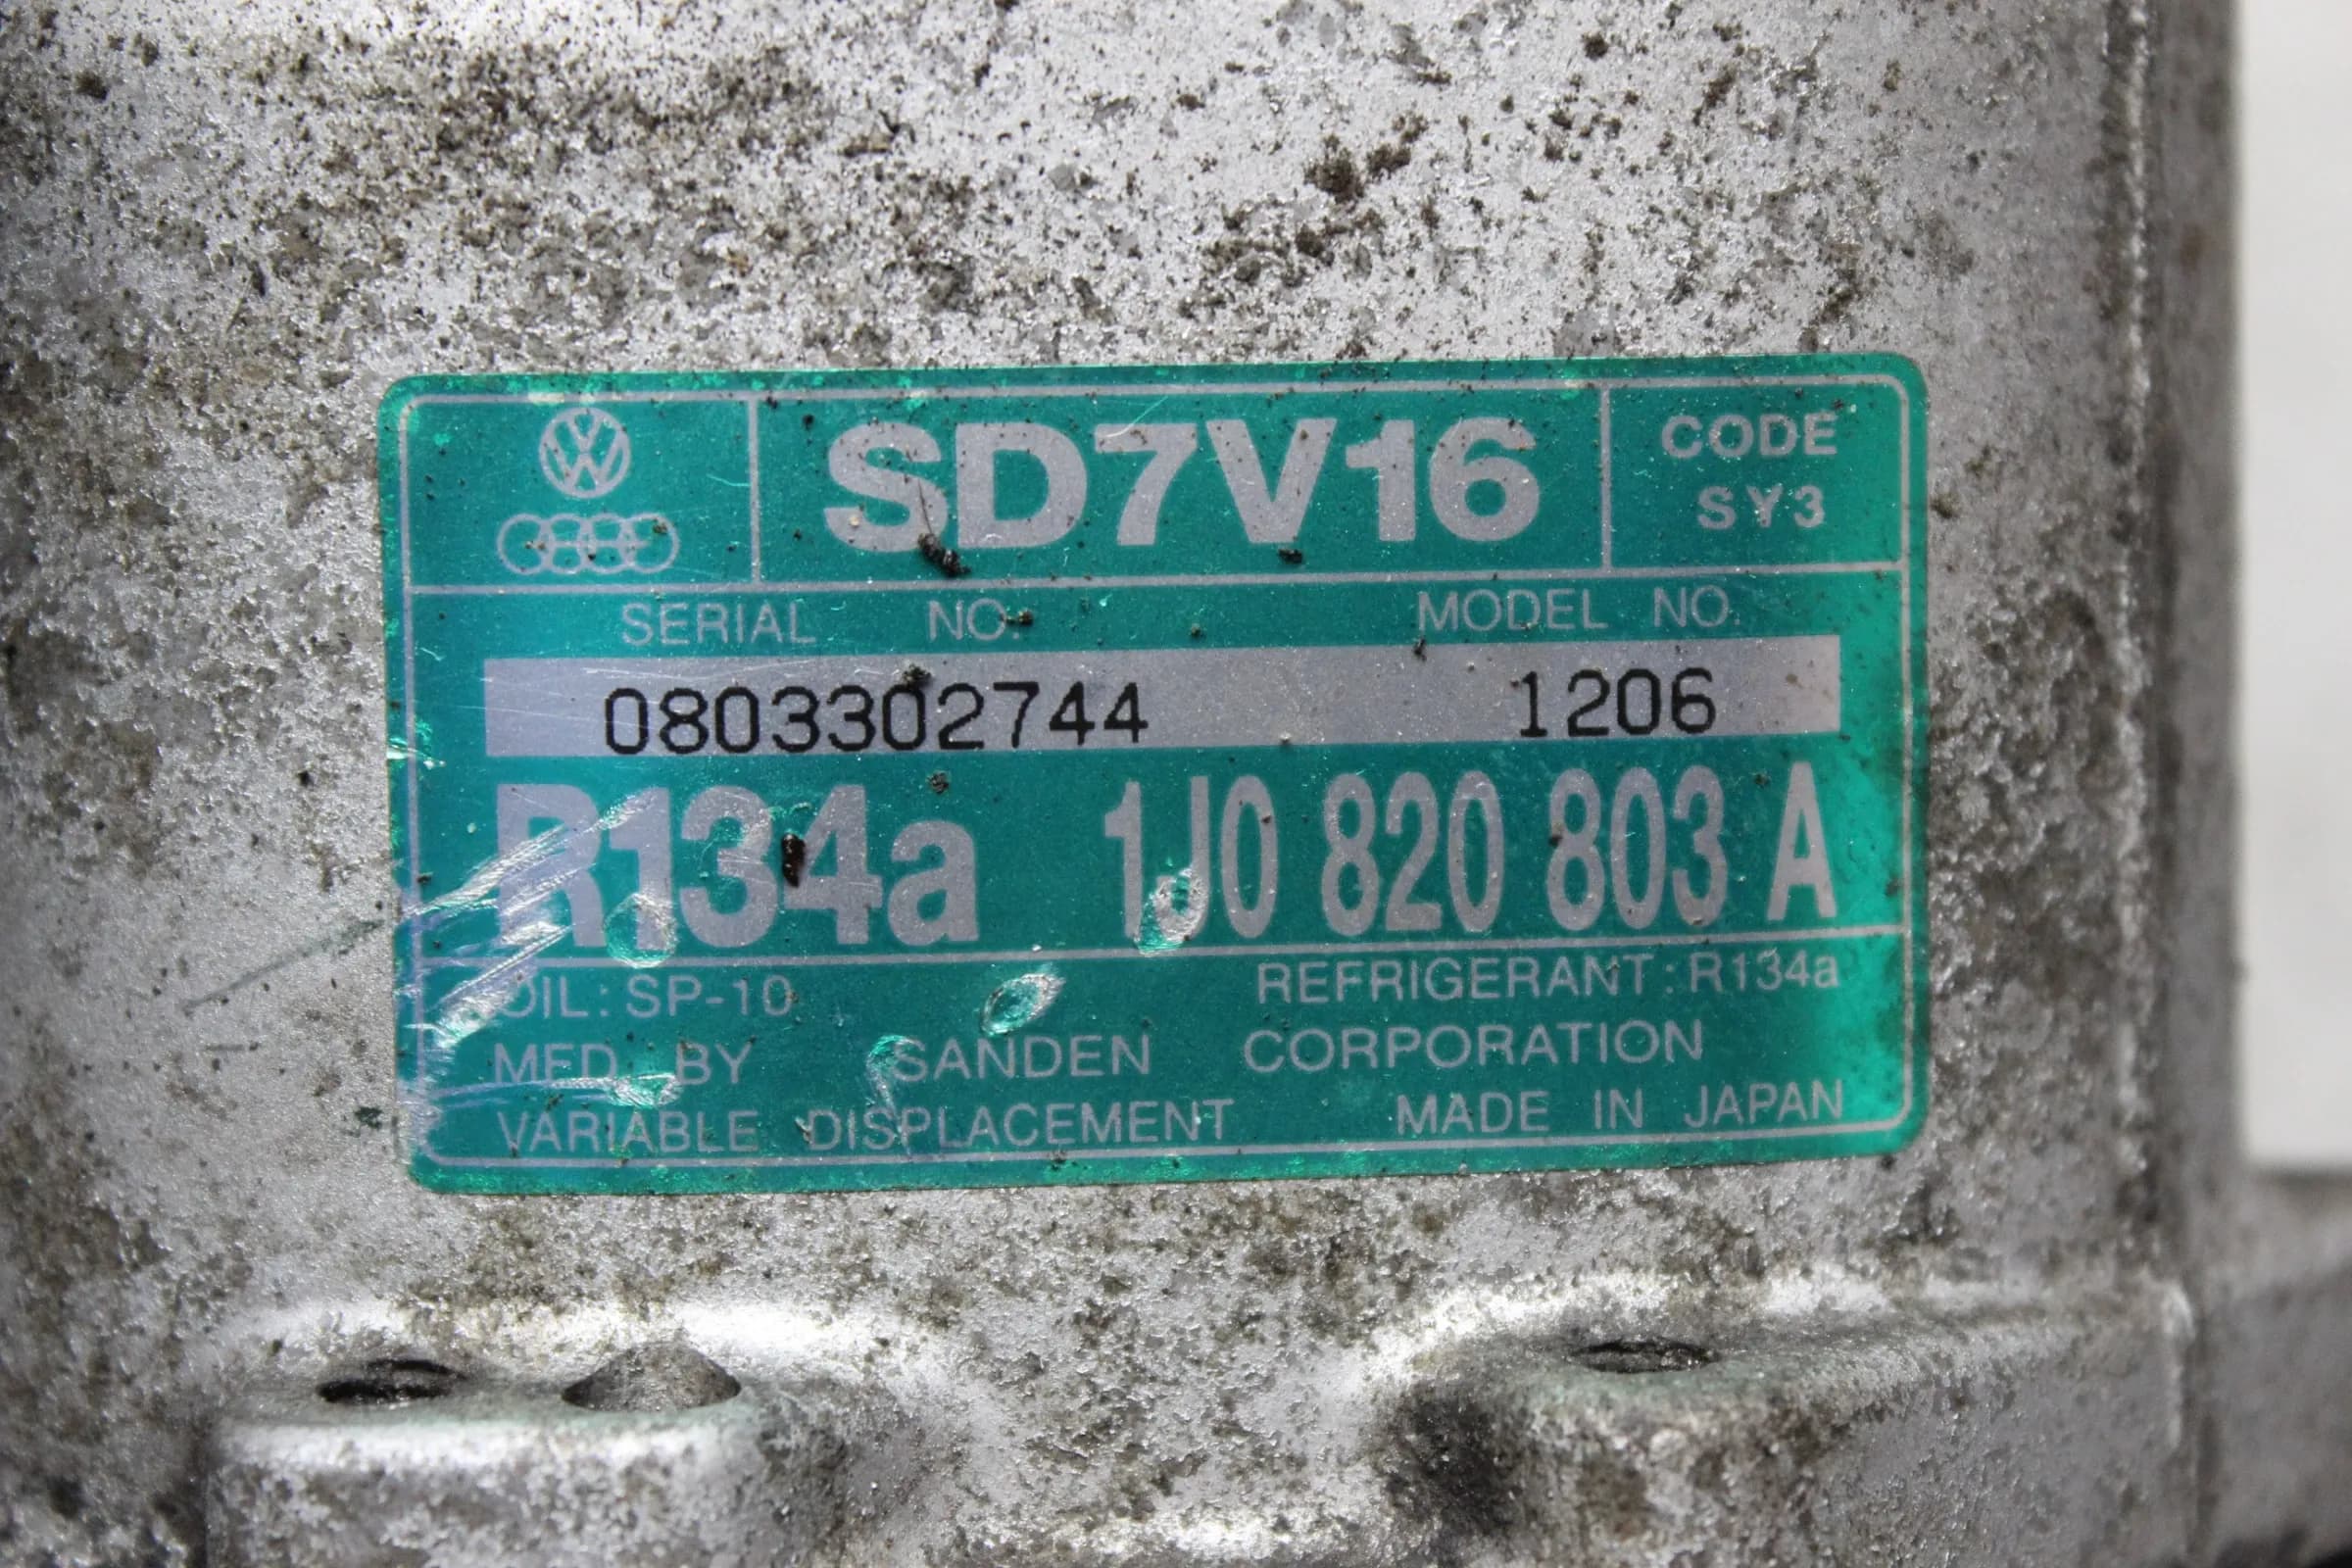 SD7V16
CODE
SY3
SERIAL NO. MODEL NO.
0803302744 1206
R134a 1J0 820 803 A
OIL: SP-10 REFRIGERANT: R134a
MFD. BY SANDEN CORPORATION
VARIABLE DISPLACEMENT MADE IN JAPAN